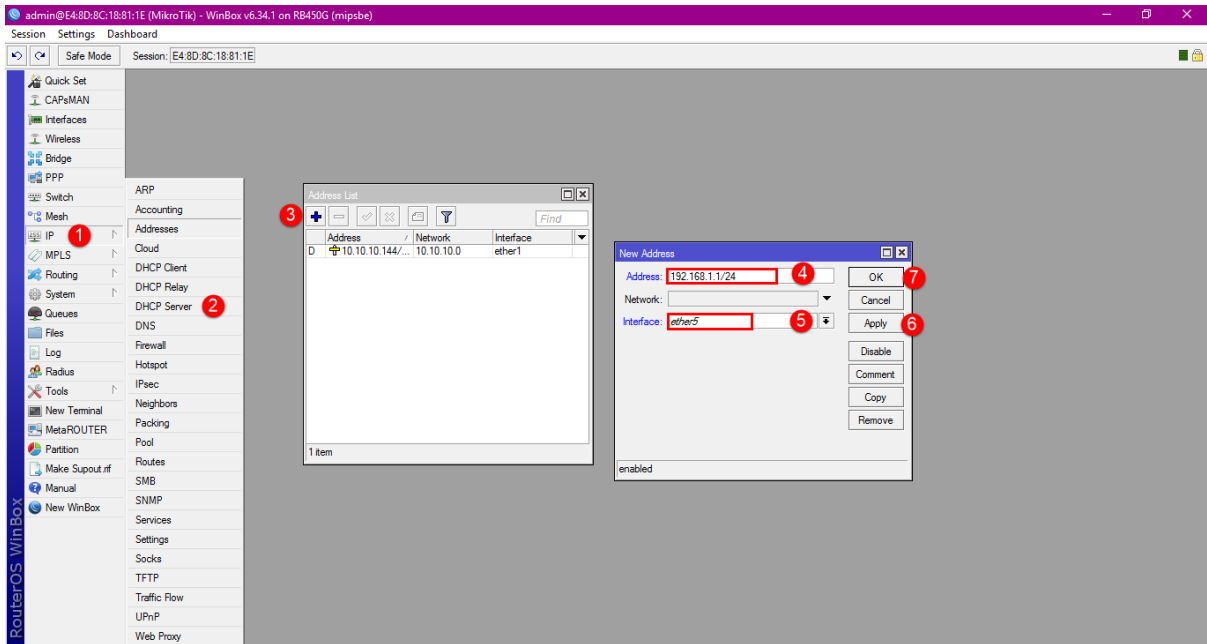 admin@E4:8D:8C:18:81:1E (MikroTik) - WinBox v6.34.1 on RB450G (mipsbe)
Session Settings Dashboard
Safe Mode Session: E4:8D:8C:18:81:1E
Quick Set
CAPsMAN
Interfaces
Wireless
Bridge
PPP
Switch
Mesh
IP 1
MPLS
Routing
System
Queues
Files
Log
Radius
Tools
New Terminal
MetaROUTER
Partition
Make Supout.rif
Manual
New WinBox
RouterOS WinBox
ARP
Accounting
Addresses
Cloud
DHCP Client
DHCP Relay
DHCP Server 2
DNS
Firewall
Hotspot
IPsec
Neighbors
Packing
Pool
Routes
SMB
SNMP
Services
Settings
Socks
TFTP
Traffic Flow
UPnP
Web Proxy
Address List
3 Find
Address / Network Interface
D 10.10.10.144/... 10.10.10.0 ether1
1 item
New Address
Address: 192.168.1.1/24 4 OK 7
Network: Cancel
Interface: ether5 5 Apply 6
Disable
Comment
Copy
Remove
enabled